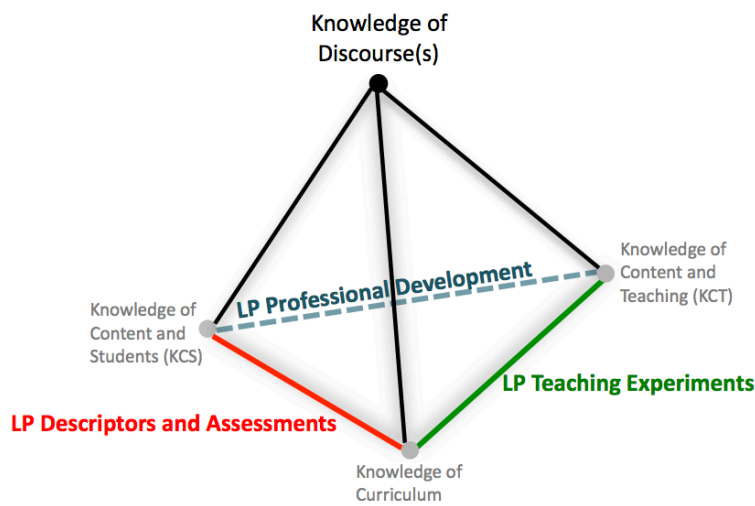 Knowledge of
Discourse(s)
Knowledge of
Content and
Teaching (KCT)
LP Professional Development
Knowledge of
Content and
Students (KCS)
LP Teaching Experiments
LP Descriptors and Assessments
Knowledge of
Curriculum